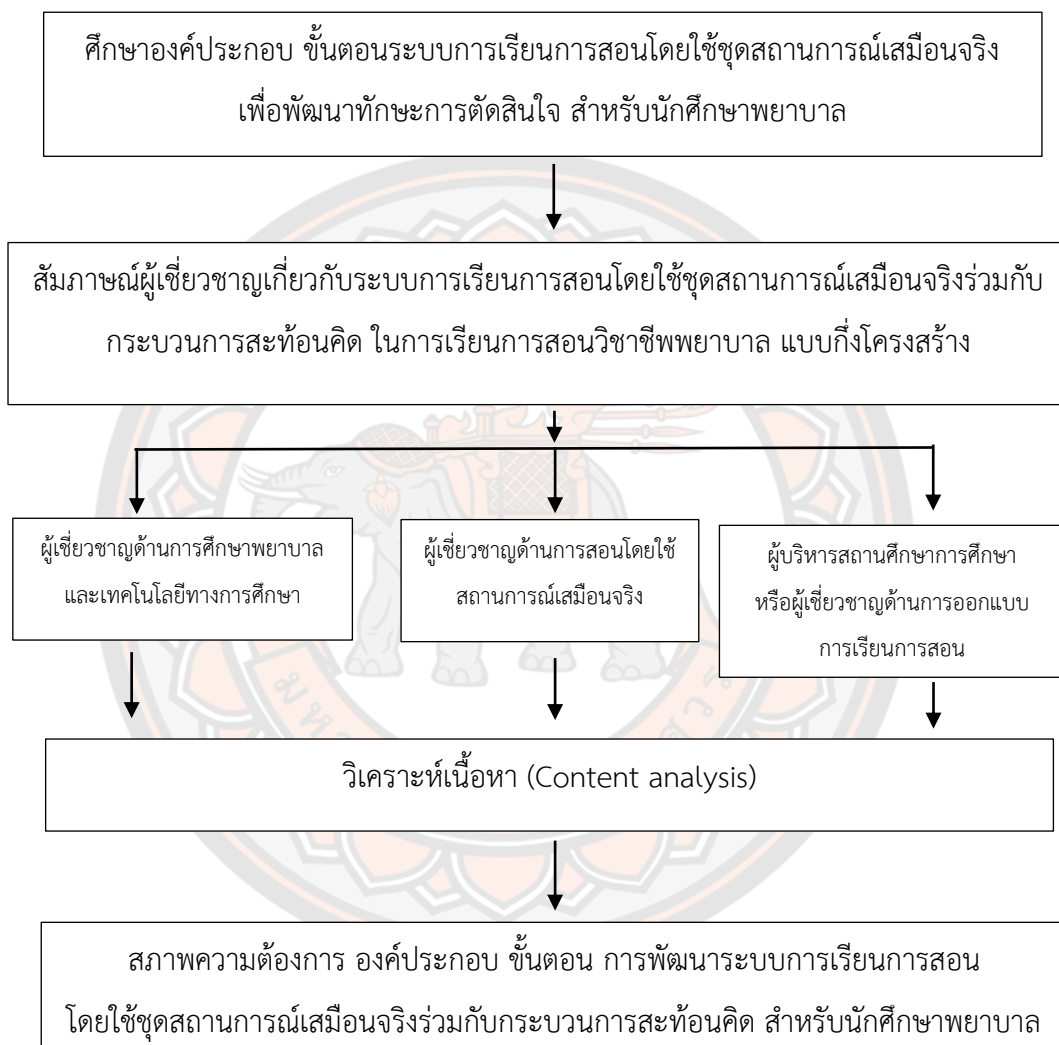 ศึกษาองค์ประกอบ ขั้นตอนระบบการเรียนการสอนโดยใช้ชุดสถานการณ์เสมือนจริง
เพื่อพัฒนาทักษะการตัดสินใจ สำหรับนักศึกษาพยาบาล
สัมภาษณ์ผู้เชี่ยวชาญเกี่ยวกับระบบการเรียนการสอนโดยใช้ชุดสถานการณ์เสมือนจริงร่วมกับ
กระบวนการสะท้อนคิด ในการเรียนการสอนวิชาชีพพยาบาล แบบกึ่งโครงสร้าง
ผู้เชี่ยวชาญด้านการศึกษาพยาบาล
และเทคโนโลยีทางการศึกษา
ผู้เชี่ยวชาญด้านการสอนโดยใช้
สถานการณ์เสมือนจริง
ผู้บริหารสถานศึกษาการศึกษา
หรือผู้เชี่ยวชาญด้านการออกแบบ
การเรียนการสอน
วิเคราะห์เนื้อหา (Content analysis)
สภาพความต้องการ องค์ประกอบ ขั้นตอน การพัฒนาระบบการเรียนการสอน
โดยใช้ชุดสถานการณ์เสมือนจริงร่วมกับกระบวนการสะท้อนคิด สำหรับนักศึกษาพยาบาล